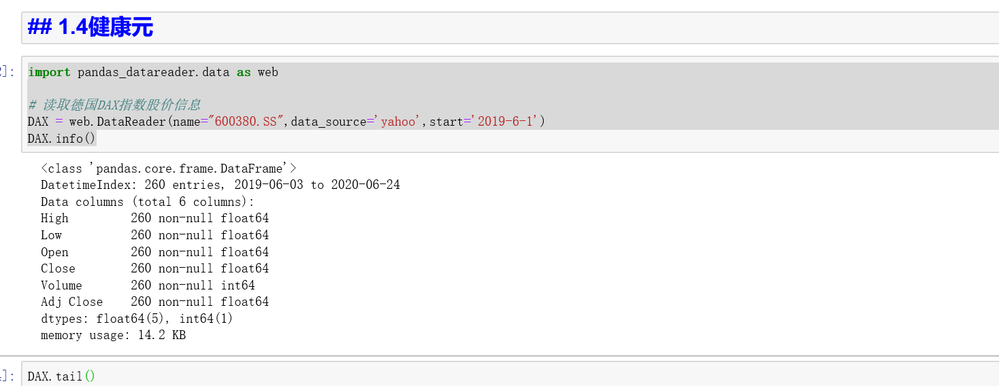 ## 1.4健康元
]:
import pandas_datareader.data as web
# 读取德国DAX指数股价信息
DAX = web.DataReader(name="600380.SS",data_source='yahoo',start='2019-6-1')
DAX.info()
<class 'pandas.core.frame.DataFrame'>
DatetimeIndex: 260 entries, 2019-06-03 to 2020-06-24
Data columns (total 6 columns):
High         260 non-null float64
Low          260 non-null float64
Open         260 non-null float64
Close        260 non-null float64
Volume       260 non-null int64
Adj Close    260 non-null float64
dtypes: float64(5), int64(1)
memory usage: 14.2 KB
]:
DAX.tail()